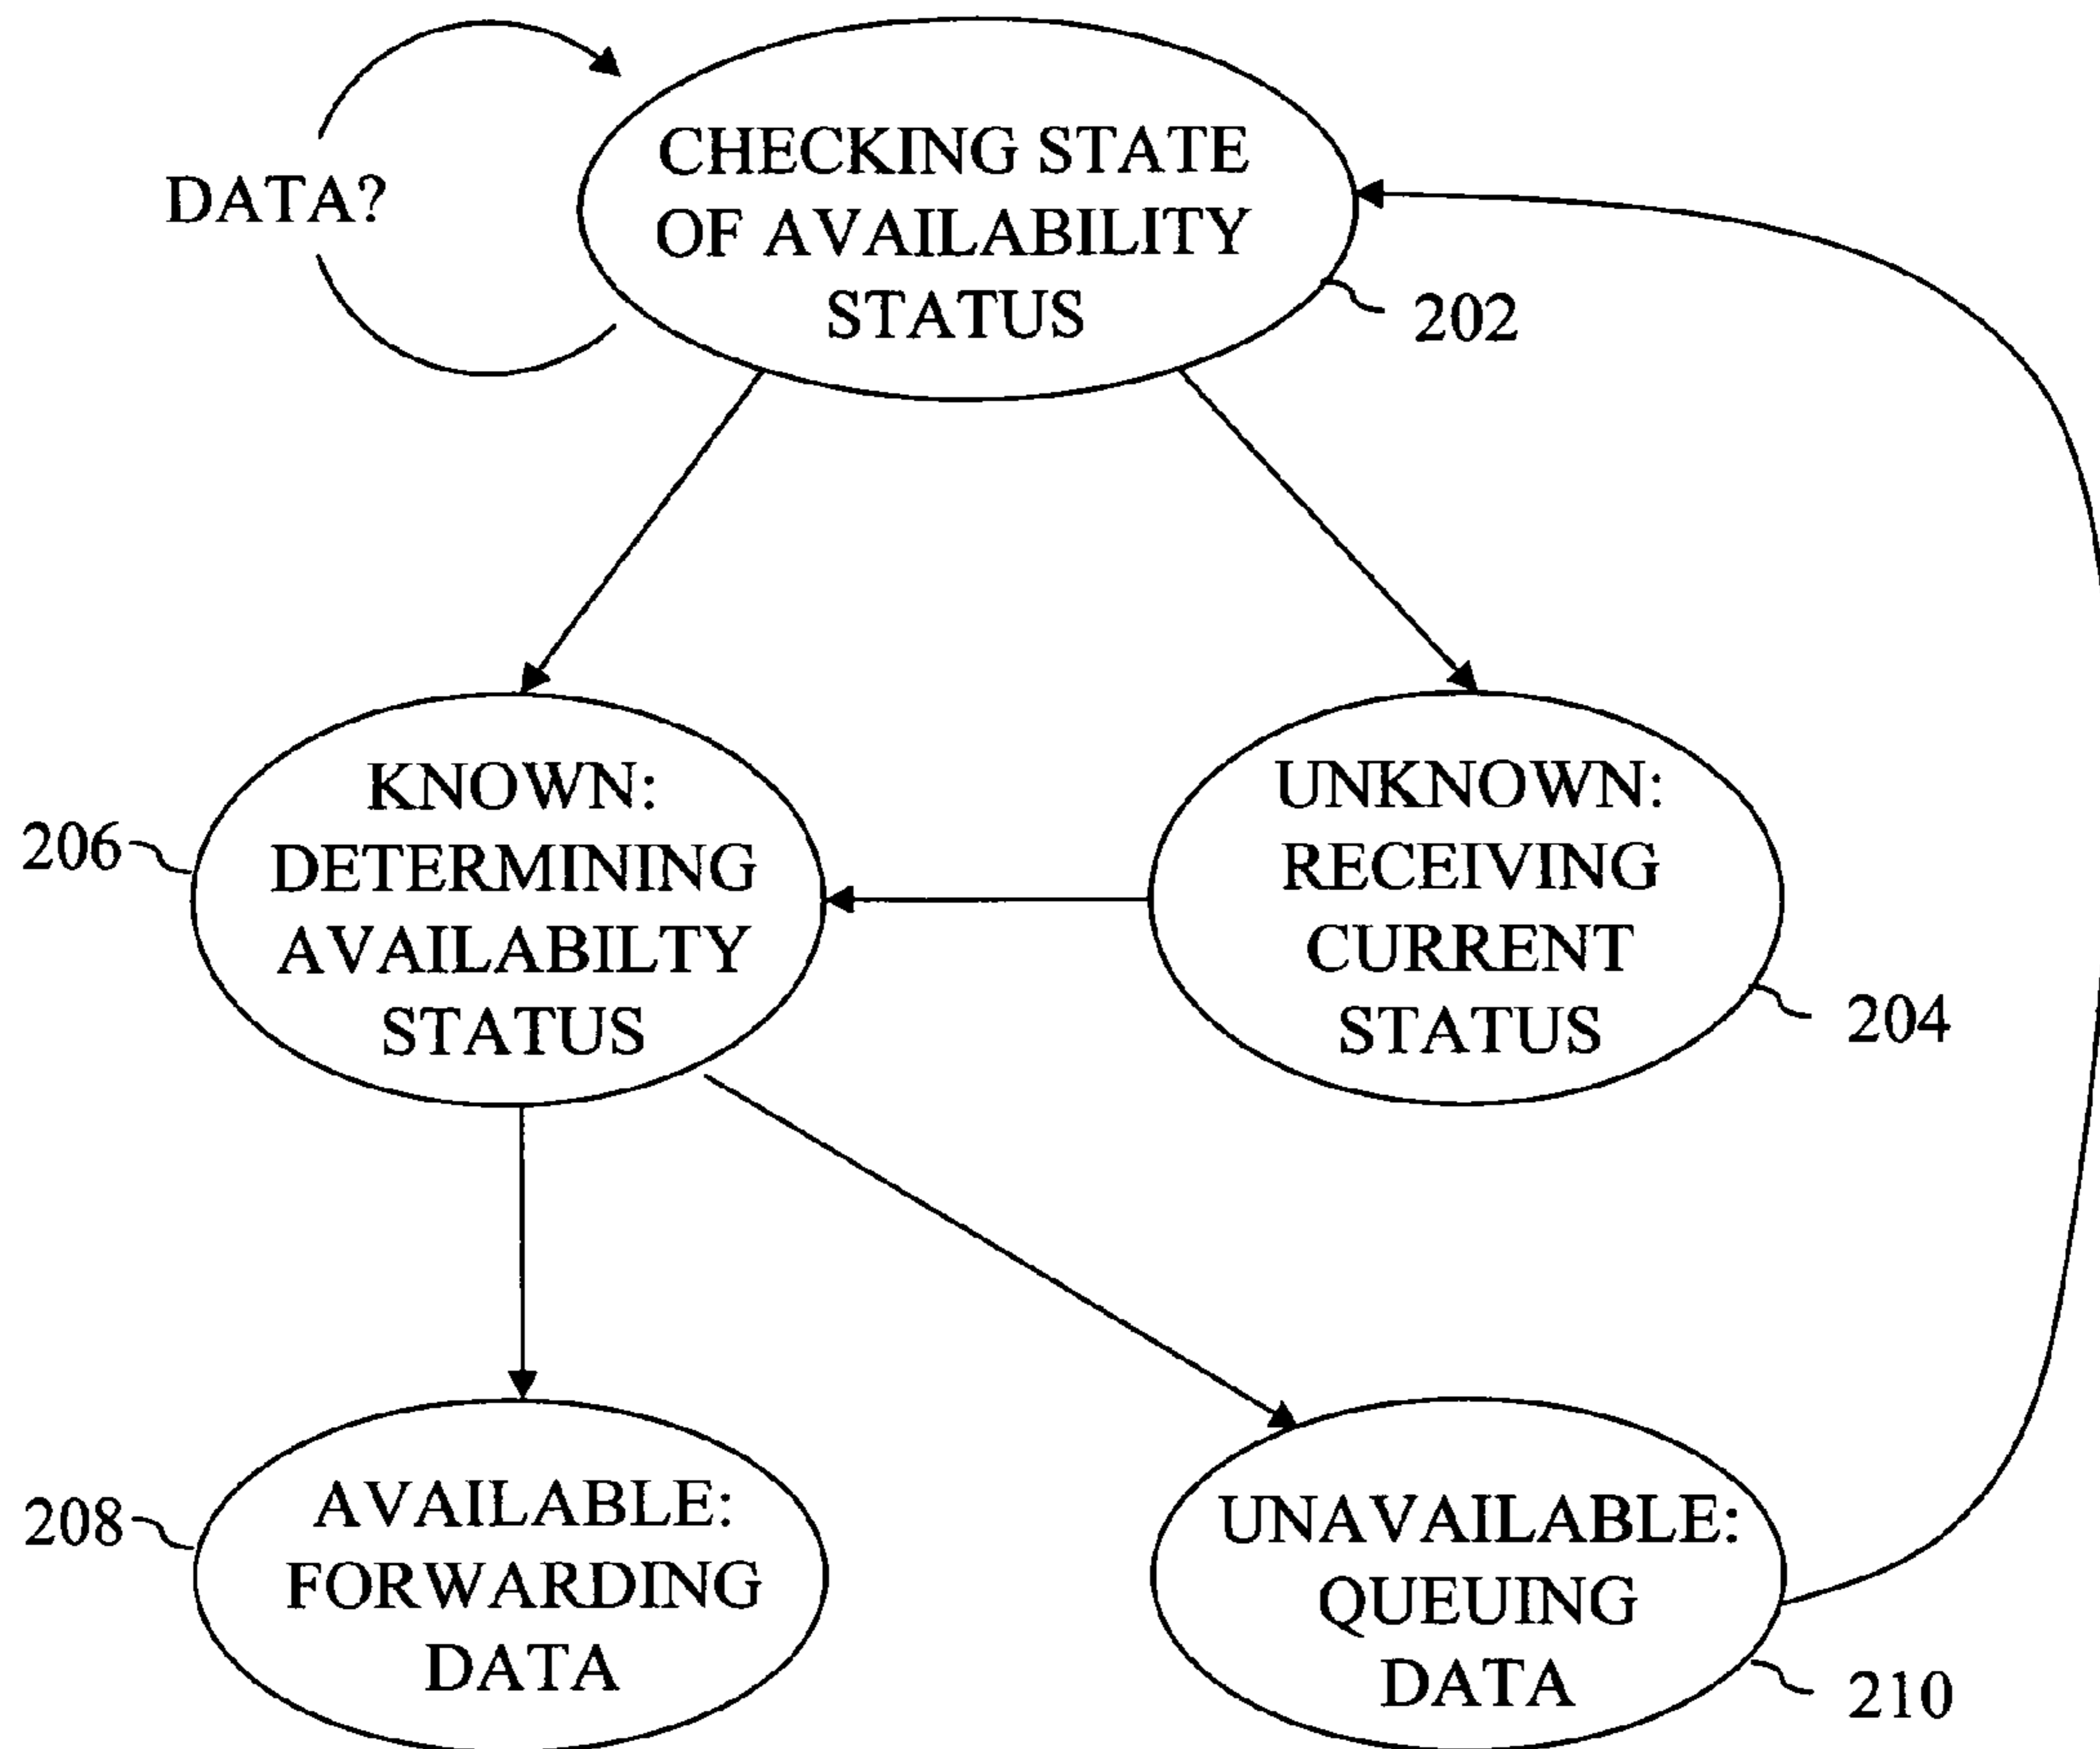 CHECKING STATE
OF AVAILABILITY
STATUS
DATA?
202
KNOWN:
DETERMINING
AVAILABILTY
STATUS
206
UNKNOWN:
RECEIVING
CURRENT
STATUS
204
AVAILABLE:
FORWARDING
DATA
208
UNAVAILABLE:
QUEUING
DATA
210